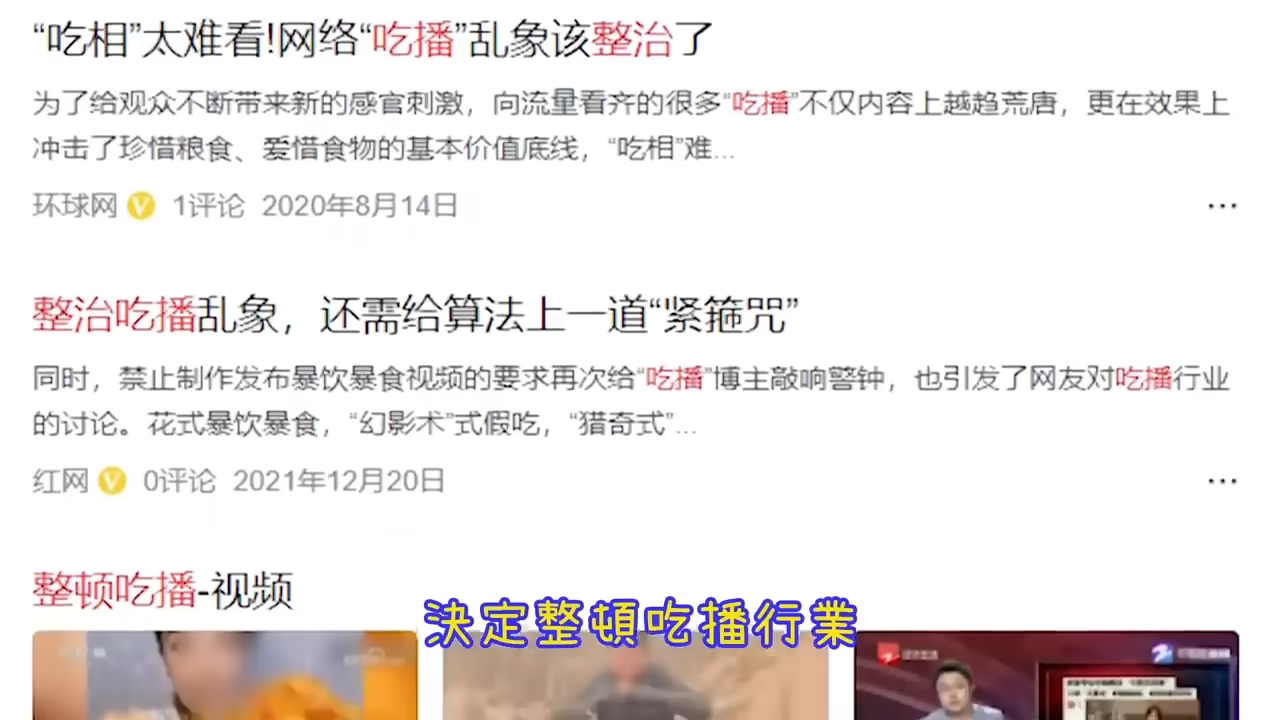 “吃相”太难看!网络“吃播”乱象该整治了
为了给观众不断带来新的感官刺激，向流量看齐的很多“吃播”不仅内容上越趋荒唐，更在效果上
冲击了珍惜粮食、爱惜食物的基本价值底线，“吃相”难...
环球网 1评论 2020年8月14日
整治吃播乱象，还需给算法上一道“紧箍咒”
同时，禁止制作发布暴饮暴食视频的要求再次给“吃播”博主敲响警钟，也引发了网友对吃播行业
的讨论。花式暴饮暴食，“幻影术”式假吃，“猎奇式”...
红网 0评论 2021年12月20日
整顿吃播-视频
決定整頓吃播行業